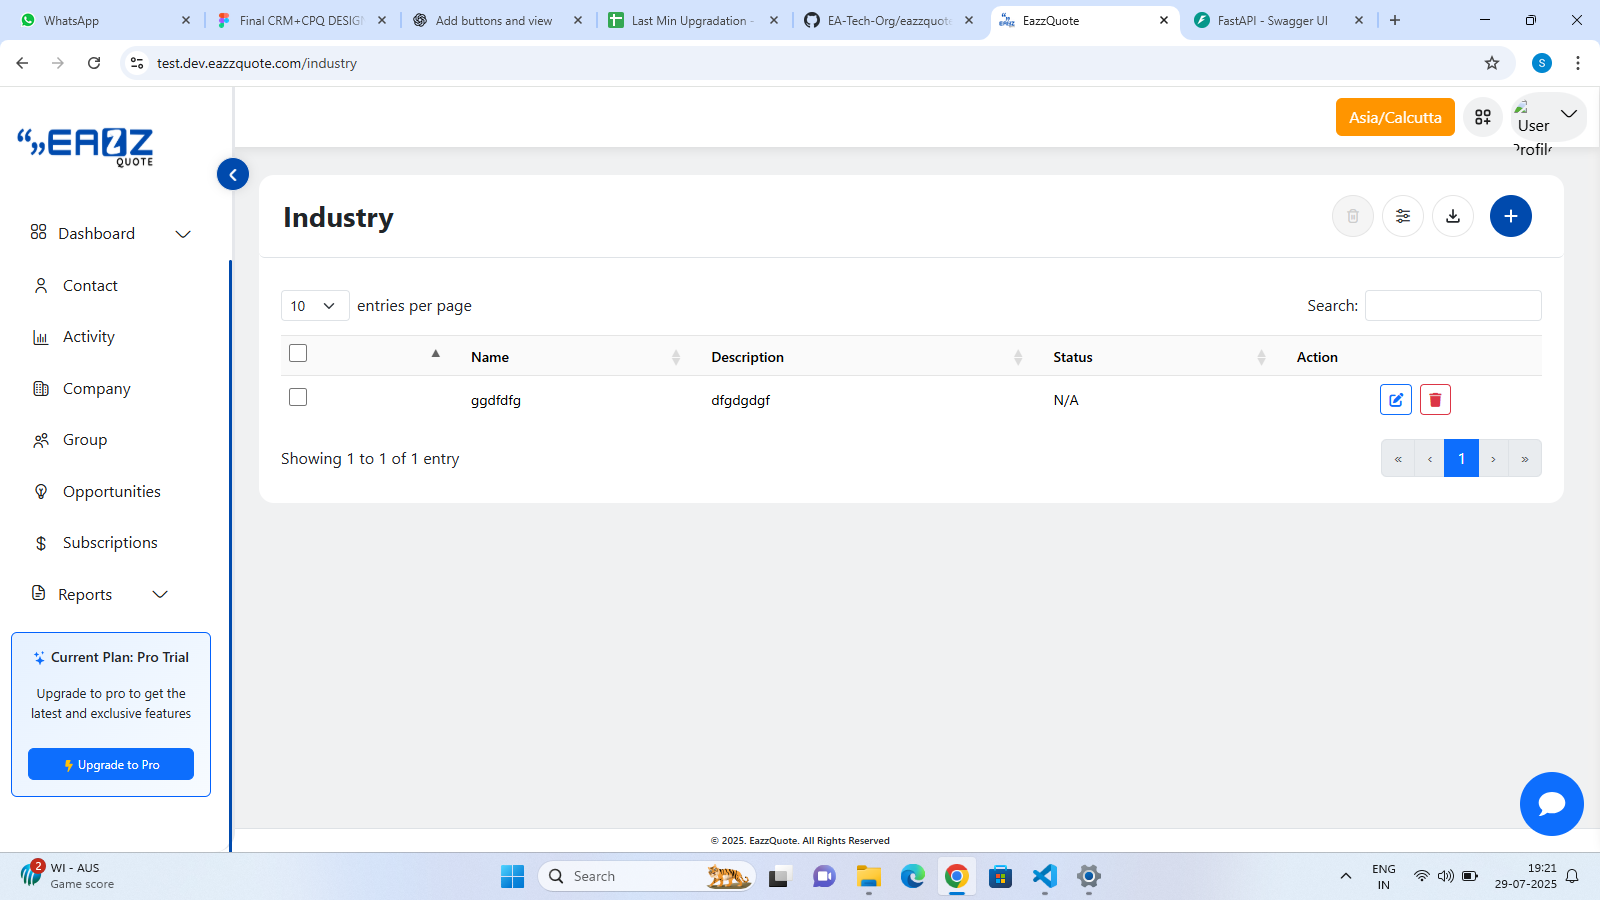 WhatsApp
Final CRM+CPQ DESIGN
Add buttons and view
Last Min Upgradation -
EA-Tech-Org/eazzquote
EazzQuote
FastAPI - Swagger UI
test.dev.eazzquote.com/industry
S
“„EAZZ
QUOTE
Asia/Calcutta
User
Profile
Dashboard
Contact
Activity
Company
Group
Opportunities
Subscriptions
Reports
Current Plan: Pro Trial
Upgrade to pro to get the
latest and exclusive features
Upgrade to Pro
Industry
10 entries per page
Search:
Name Description Status Action
ggdfdfg dfgdgdgf N/A
Showing 1 to 1 of 1 entry
« ‹ 1 › »
© 2025. EazzQuote. All Rights Reserved
2
WI - AUS
Game score
Search
ENG
IN
19:21
29-07-2025